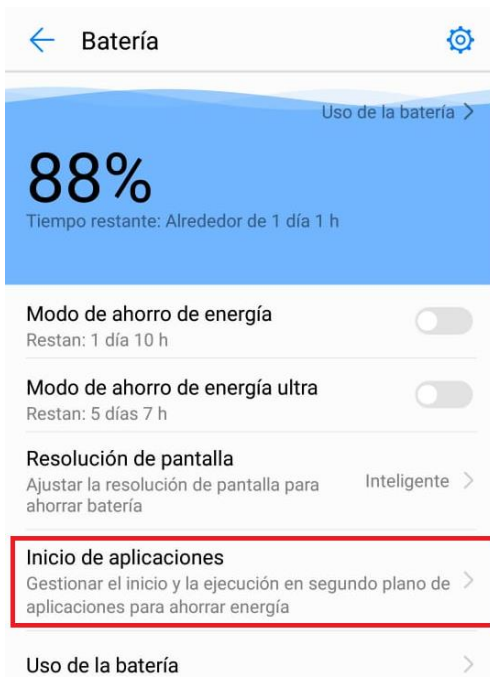 Batería
Uso de la batería
88%
Tiempo restante: Alrededor de 1 día 1 h
Modo de ahorro de energía
Restan: 1 día 10 h
Modo de ahorro de energía ultra
Restan: 5 días 7 h
Resolución de pantalla
Ajustar la resolución de pantalla para
ahorrar batería
Inteligente
Inicio de aplicaciones
Gestionar el inicio y la ejecución en segundo plano de
aplicaciones para ahorrar energía
Uso de la batería